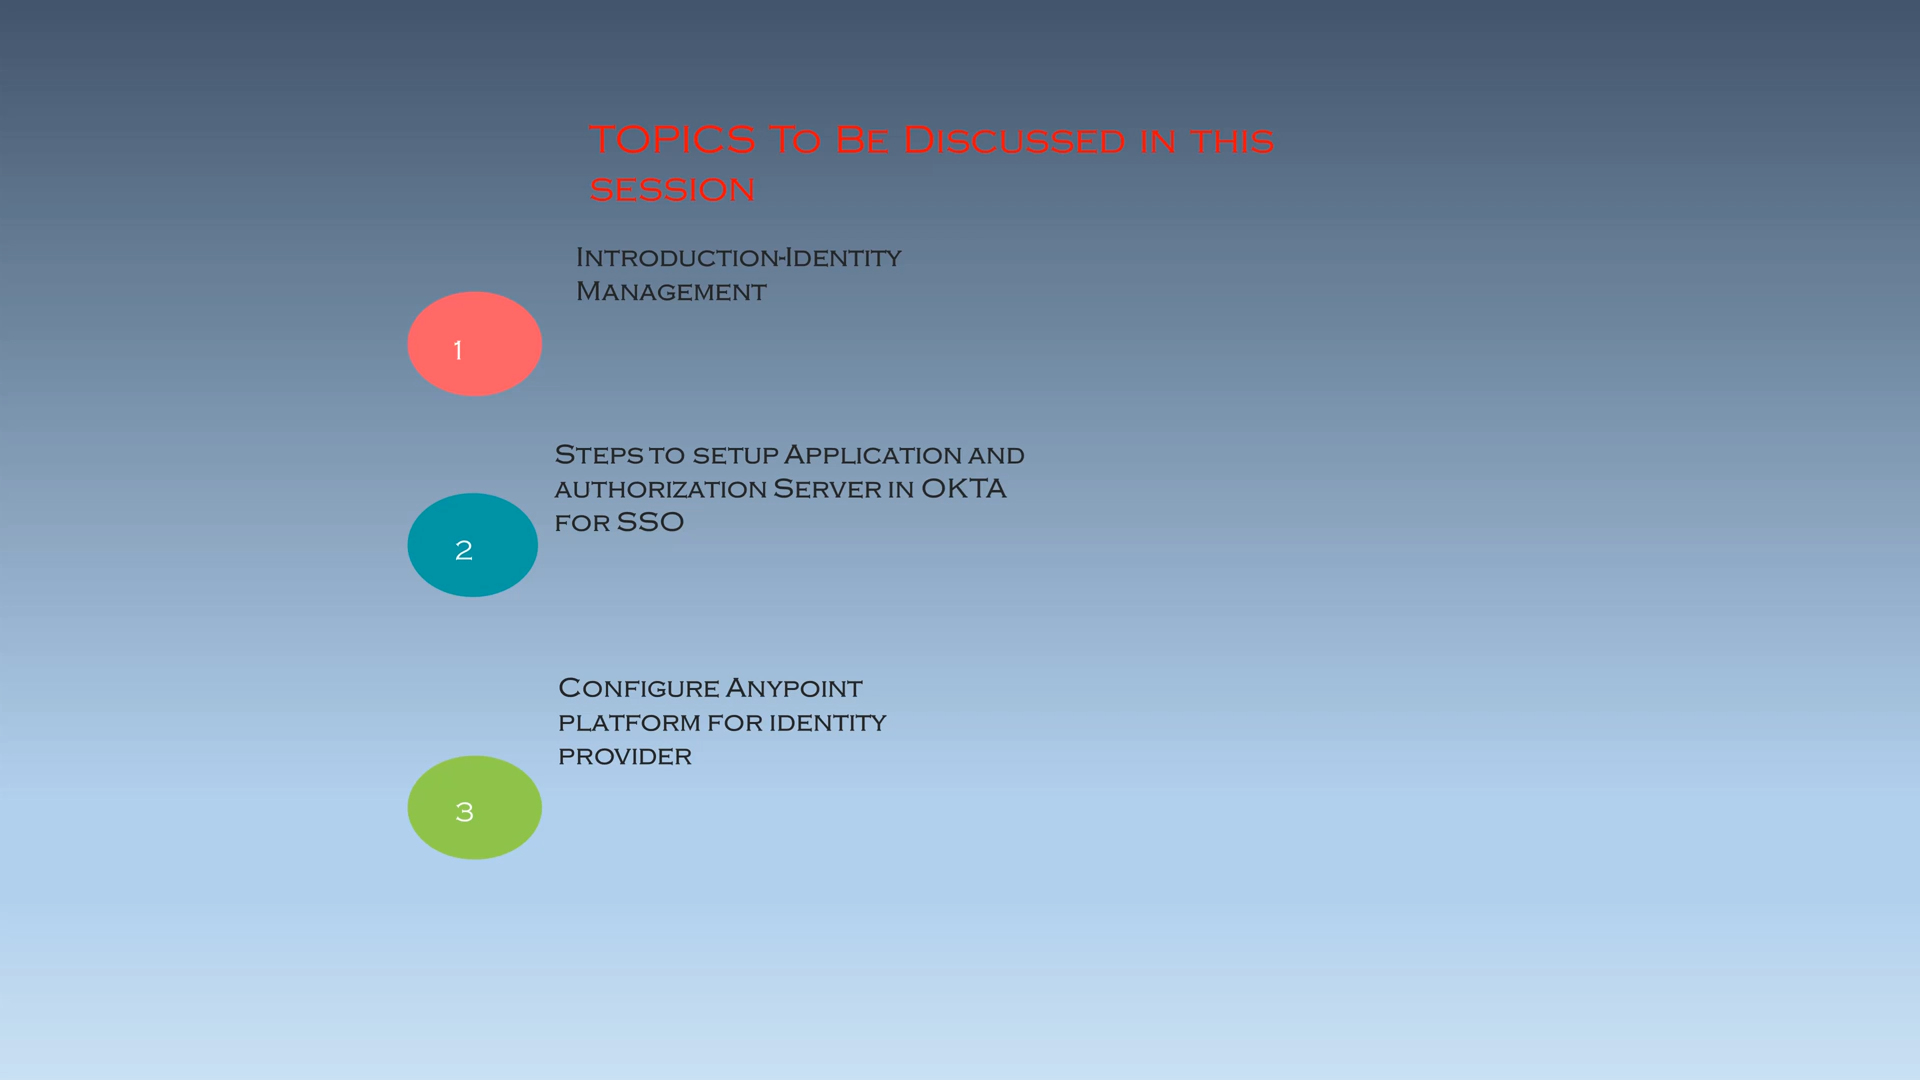 TOPICS To Be Discussed in this
session
Introduction-Identity
Management
1
Steps to setup Application and
authorization Server in OKTA
for SSO
2
Configure Anypoint
platform for identity
provider
3